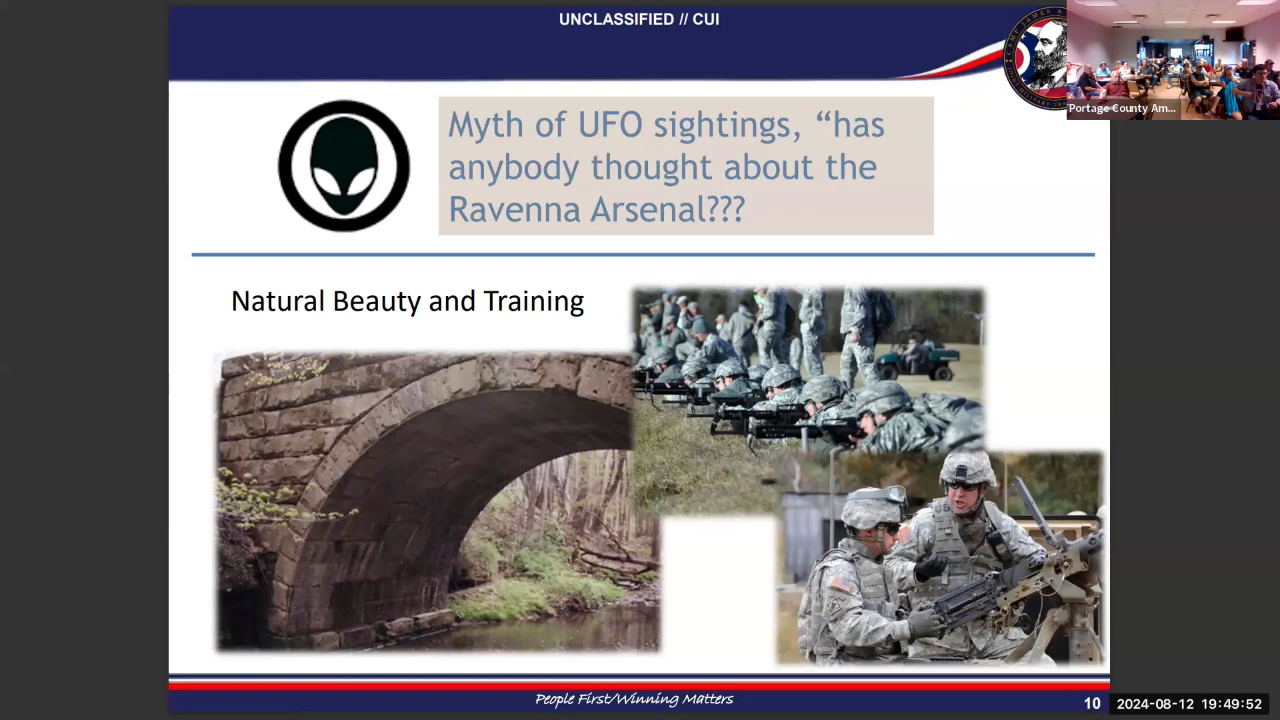 UNCLASSIFIED // CUI
Portage County Am...
Myth of UFO sightings, “has
anybody thought about the
Ravenna Arsenal???
Natural Beauty and Training
People First/Winning Matters
10
2024-08-12 19:49:52